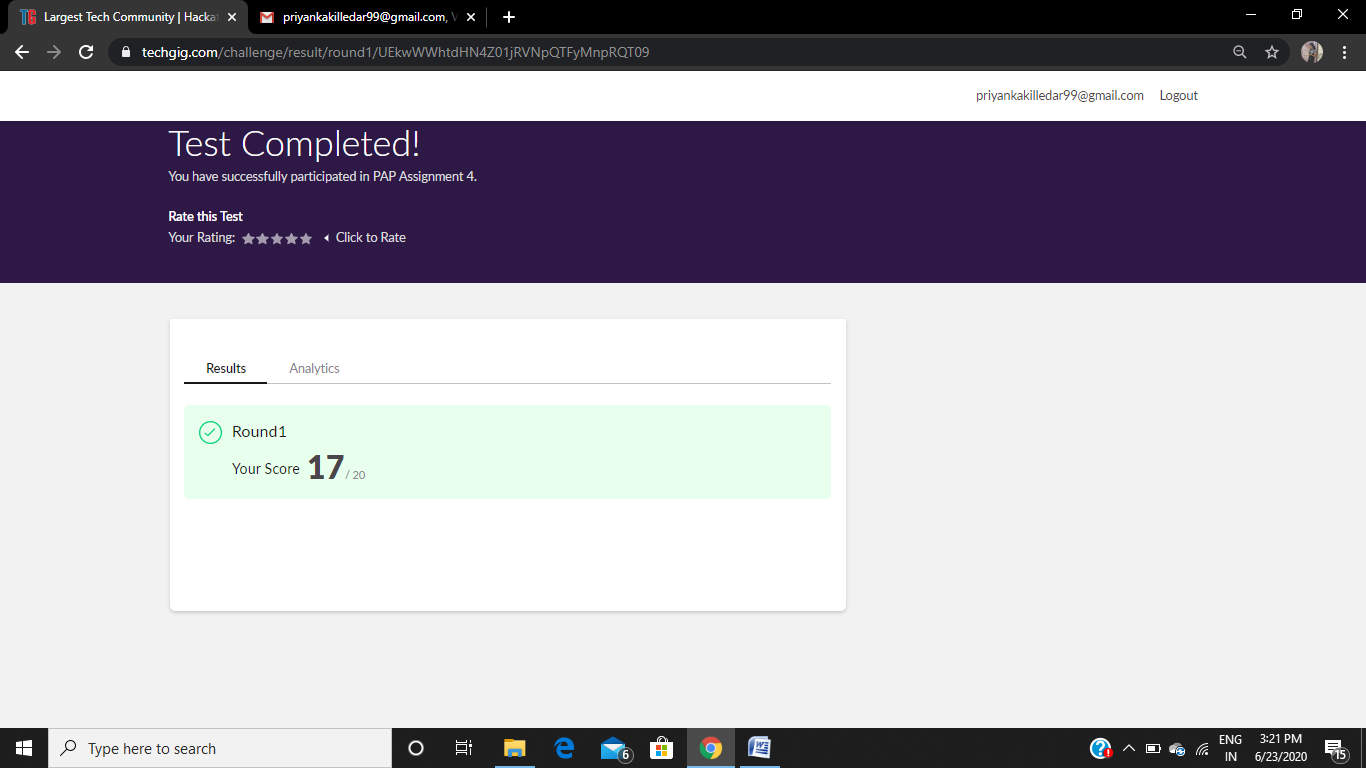 Largest Tech Community | Hacka
priyankakilledar99@gmail.com,
techgig.com/challenge/result/round1/UEkwWWhtdHN4Z01jRVNpQTFyMnpRQT09
priyankakilledar99@gmail.com Logout
Test Completed!
You have successfully participated in PAP Assignment 4.
Rate this Test
Your Rating: Click to Rate
Results Analytics
Round1
Your Score 17 / 20
Type here to search
6
ENG
IN
3:21 PM
6/23/2020
15